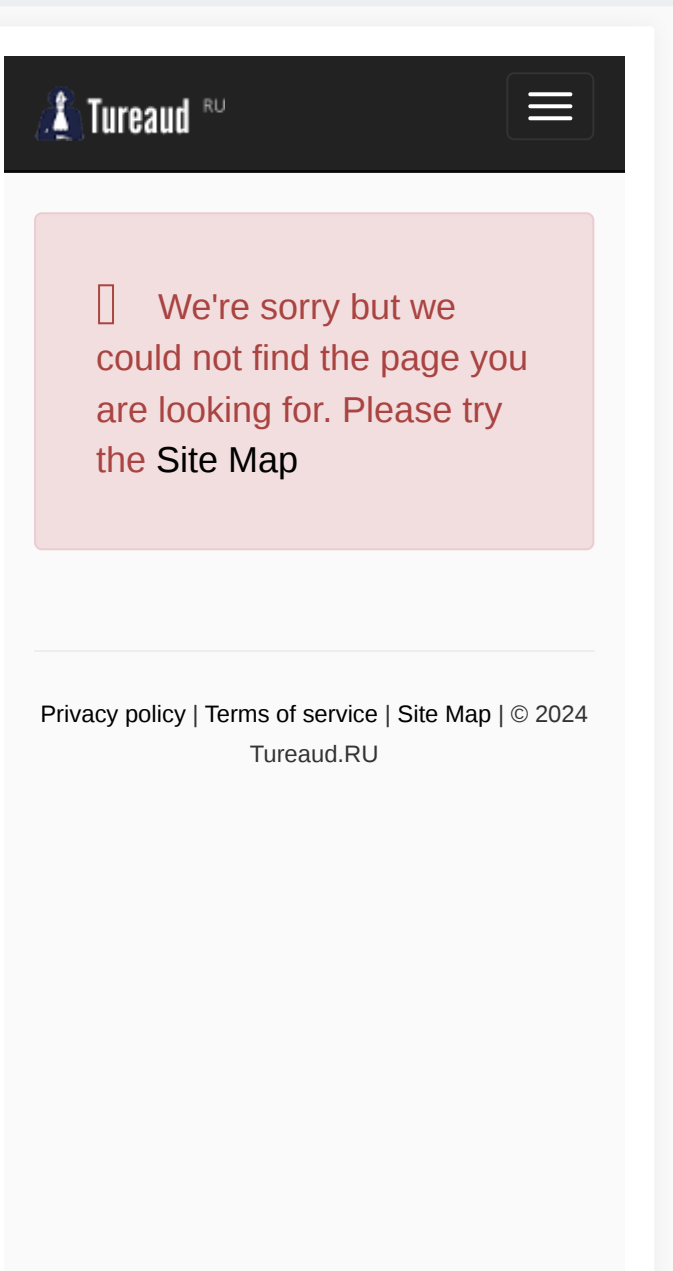 Tureaud RU
We're sorry but we
could not find the page you
are looking for. Please try
the Site Map
Privacy policy | Terms of service | Site Map | © 2024
Tureaud.RU